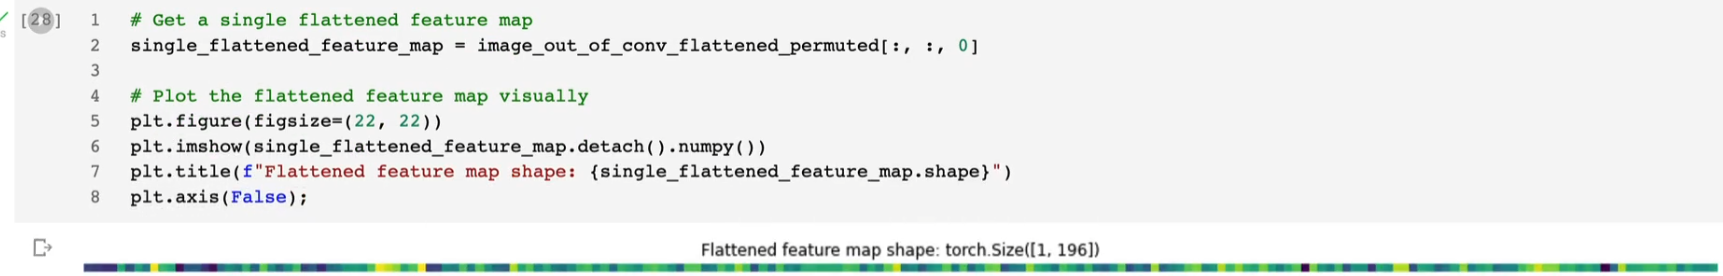 [28] 1 # Get a single flattened feature map
s 2 single_flattened_feature_map = image_out_of_conv_flattened_permuted[:, :, 0]
3
4 # Plot the flattened feature map visually
5 plt.figure(figsize=(22, 22))
6 plt.imshow(single_flattened_feature_map.detach().numpy())
7 plt.title(f"Flattened feature map shape: {single_flattened_feature_map.shape}")
8 plt.axis(False);
Flattened feature map shape: torch.Size([1, 196])